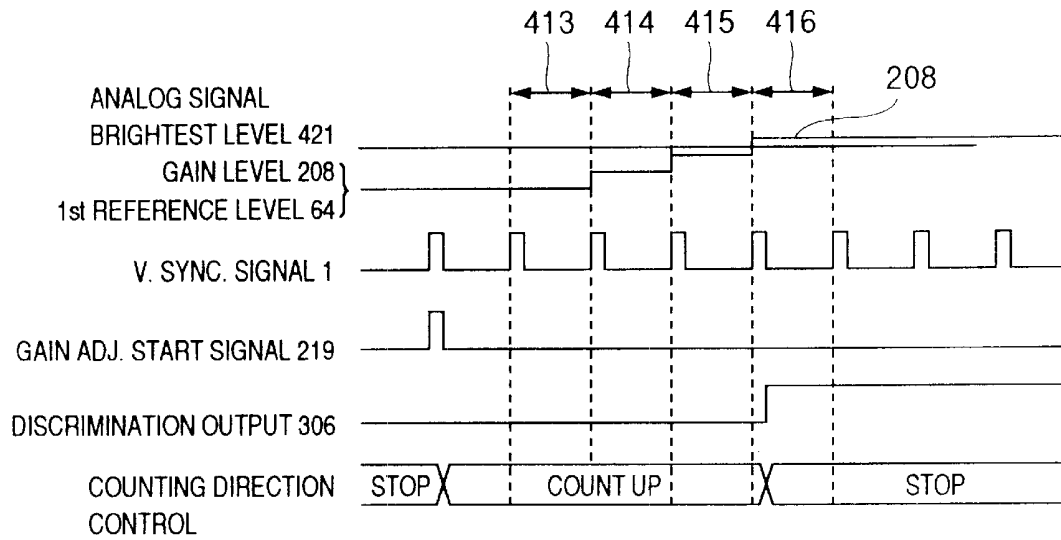 413 414 415 416
208
ANALOG SIGNAL
BRIGHTEST LEVEL 421
GAIN LEVEL 208
1st REFERENCE LEVEL 64
V. SYNC. SIGNAL 1
GAIN ADJ. START SIGNAL 219
DISCRIMINATION OUTPUT 306
COUNTING DIRECTION
CONTROL
STOP COUNT UP STOP